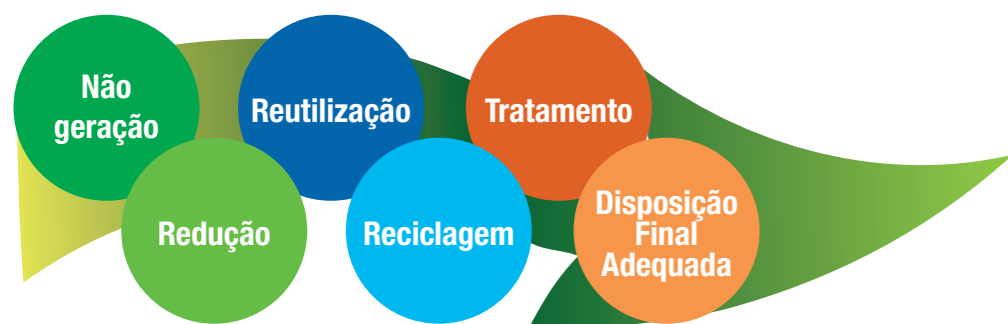 Não
geração
Redução
Reutilização
Reciclagem
Tratamento
Disposição
Final
Adequada